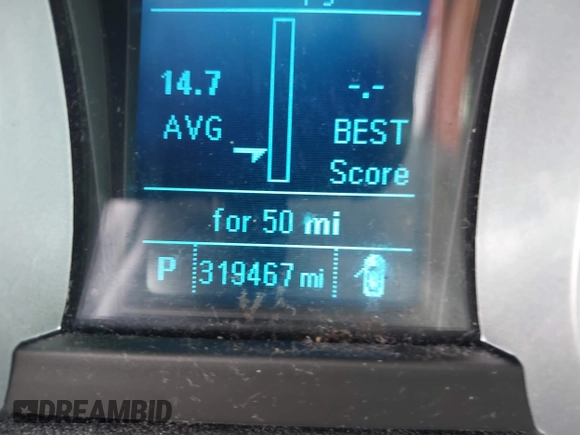 14.7
-.-
AVG
BEST
Score
for 50 mi
P
319467 mi
DREAMBID